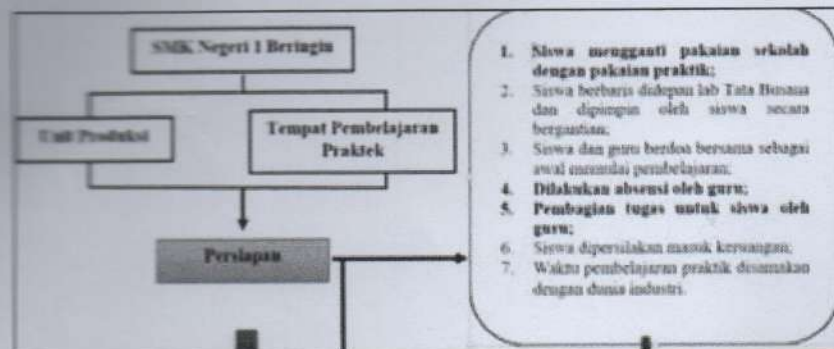 SMK Negeri 1 Beringin
Unit Produksi
Tempat Pembelajaran
Praktek
Persiapan
1. Siswa mengganti pakaian sekolah
dengan pakaian praktik;
2. Siswa berbaris didepan lab Tata Busana
dan dipimpin oleh siswa secara
bergantian;
3. Siswa dan guru berdoa bersama sebagai
awal memulai pembelajaran;
4. Dilakukan absensi oleh guru;
5. Pembagian tugas untuk siswa oleh
guru;
6. Siswa dipersilakan masuk keruangan;
7. Waktu pembelajaran praktik disamakan
dengan dunia industri.